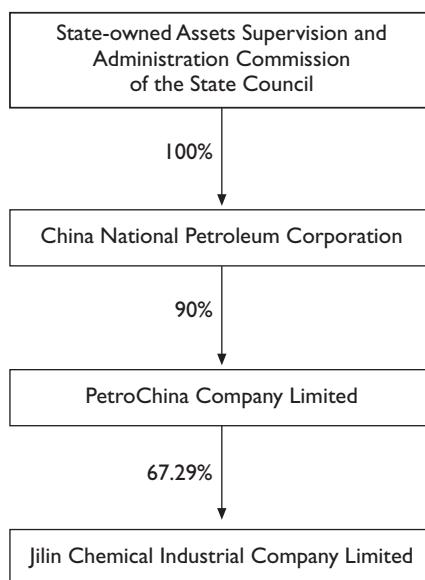 State-owned Assets Supervision and
Administration Commission
of the State Council
100%
China National Petroleum Corporation
90%
PetroChina Company Limited
67.29%
Jilin Chemical Industrial Company Limited